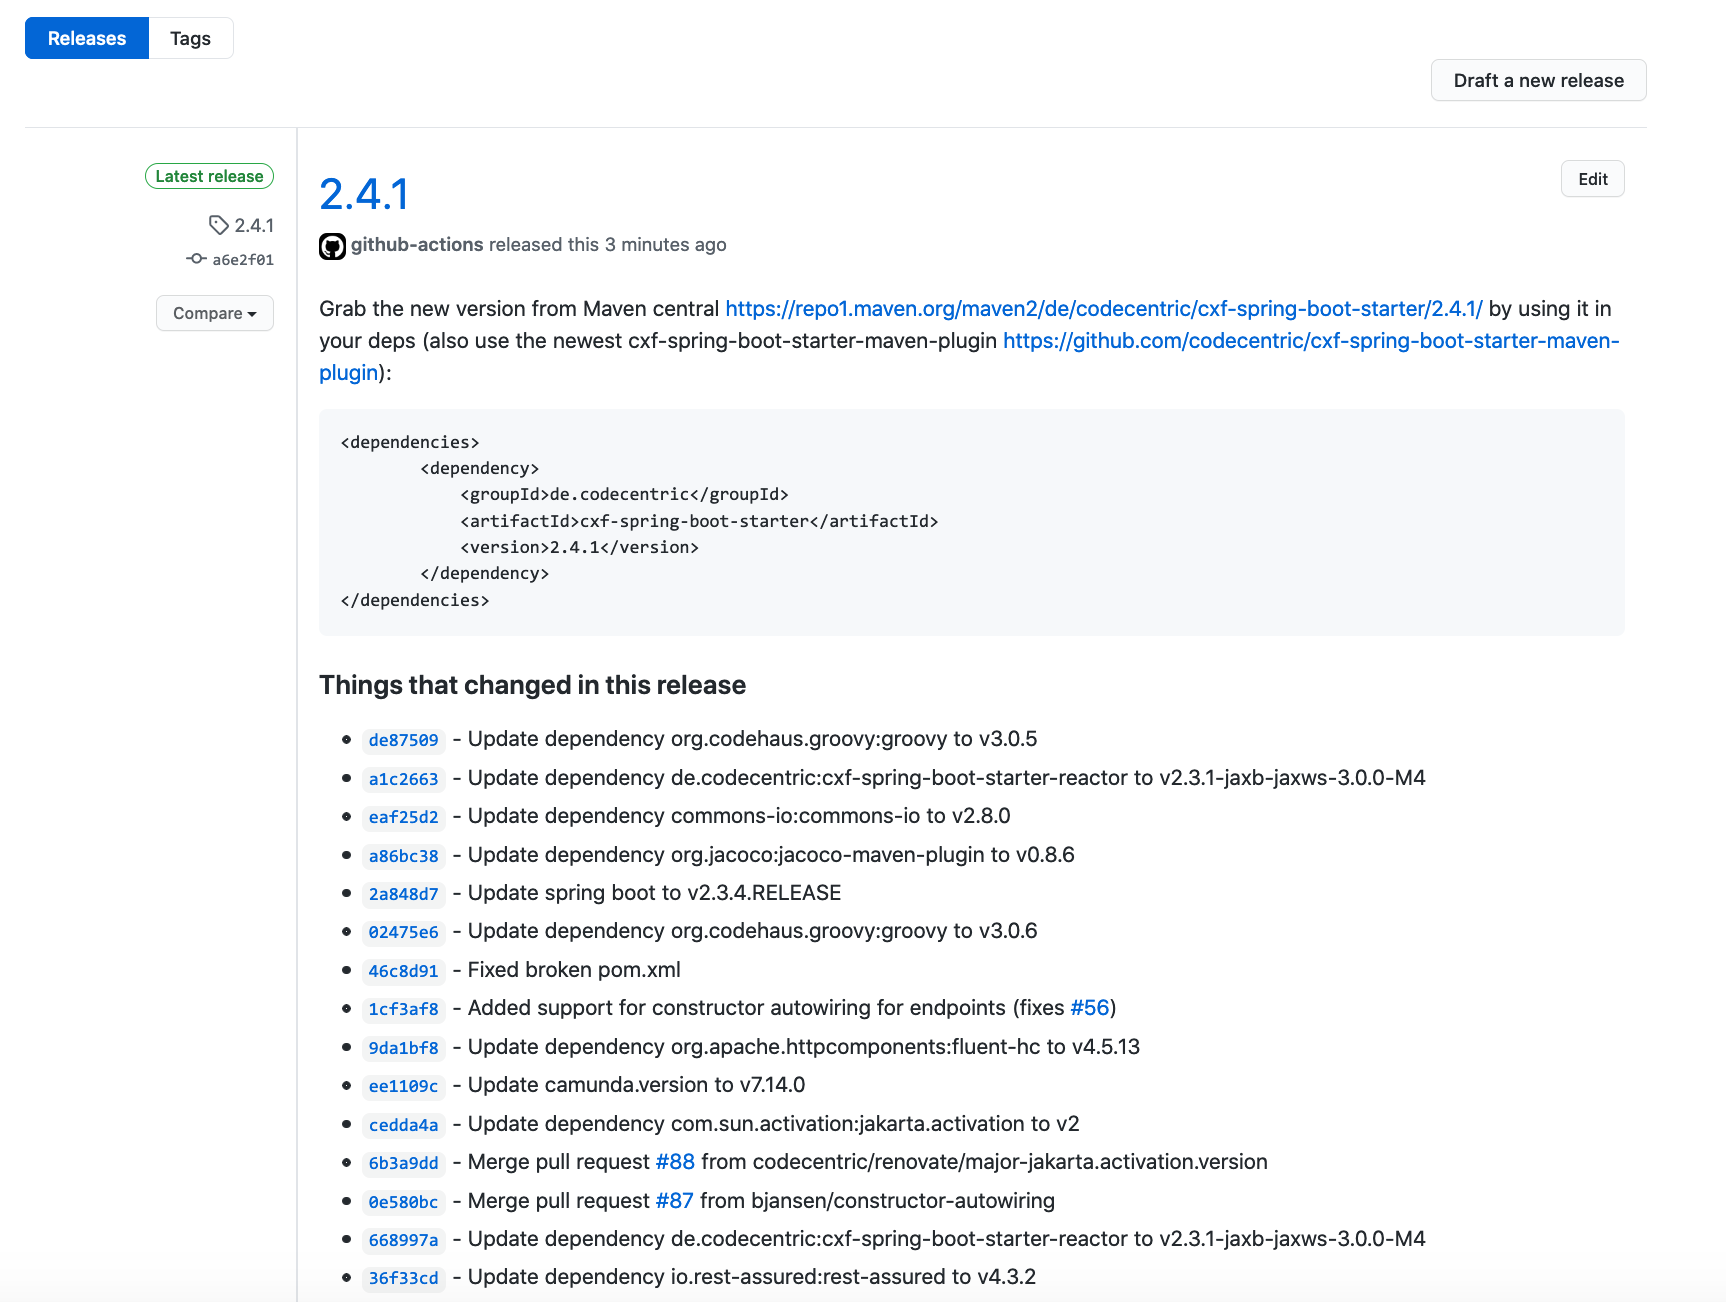 Releases Tags
Draft a new release
Latest release
2.4.1
a6e2f01
Compare
2.4.1
Edit
github-actions released this 3 minutes ago
Grab the new version from Maven central https://repo1.maven.org/maven2/de/codecentric/cxf-spring-boot-starter/2.4.1/ by using it in
your deps (also use the newest cxf-spring-boot-starter-maven-plugin https://github.com/codecentric/cxf-spring-boot-starter-maven-
plugin):
<dependencies>
        <dependency>
            <groupId>de.codecentric</groupId>
            <artifactId>cxf-spring-boot-starter</artifactId>
            <version>2.4.1</version>
        </dependency>
</dependencies>
Things that changed in this release
de87509 - Update dependency org.codehaus.groovy:groovy to v3.0.5
a1c2663 - Update dependency de.codecentric:cxf-spring-boot-starter-reactor to v2.3.1-jaxb-jaxws-3.0.0-M4
eaf25d2 - Update dependency commons-io:commons-io to v2.8.0
a86bc38 - Update dependency org.jacoco:jacoco-maven-plugin to v0.8.6
2a848d7 - Update spring boot to v2.3.4.RELEASE
02475e6 - Update dependency org.codehaus.groovy:groovy to v3.0.6
46c8d91 - Fixed broken pom.xml
1cf3af8 - Added support for constructor autowiring for endpoints (fixes #56)
9da1bf8 - Update dependency org.apache.httpcomponents:fluent-hc to v4.5.13
ee1109c - Update camunda.version to v7.14.0
cedda4a - Update dependency com.sun.activation:jakarta.activation to v2
6b3a9dd - Merge pull request #88 from codecentric/renovate/major-jakarta.activation.version
0e580bc - Merge pull request #87 from bjansen/constructor-autowiring
668997a - Update dependency de.codecentric:cxf-spring-boot-starter-reactor to v2.3.1-jaxb-jaxws-3.0.0-M4
36f33cd - Update dependency io.rest-assured:rest-assured to v4.3.2